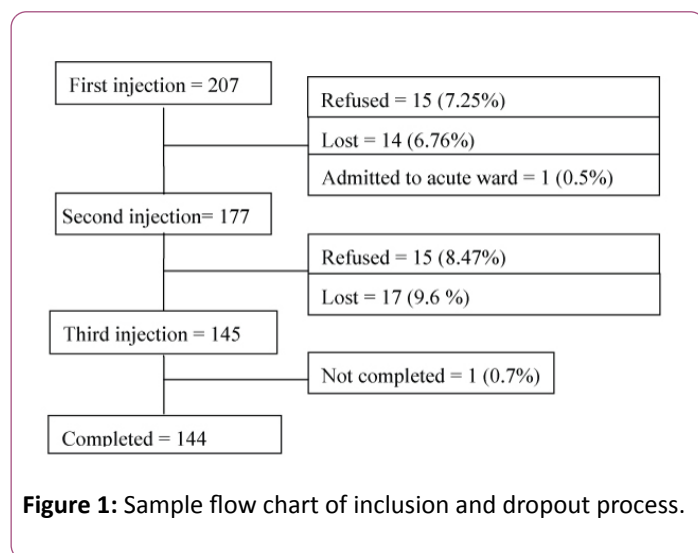 First injection = 207
Refused = 15 (7.25%)
Lost = 14 (6.76%)
Admitted to acute ward = 1 (0.5%)
Second injection= 177
Refused = 15 (8.47%)
Lost = 17 (9.6 %)
Third injection = 145
Not completed = 1 (0.7%)
Completed = 144
Figure 1: Sample flow chart of inclusion and dropout process.